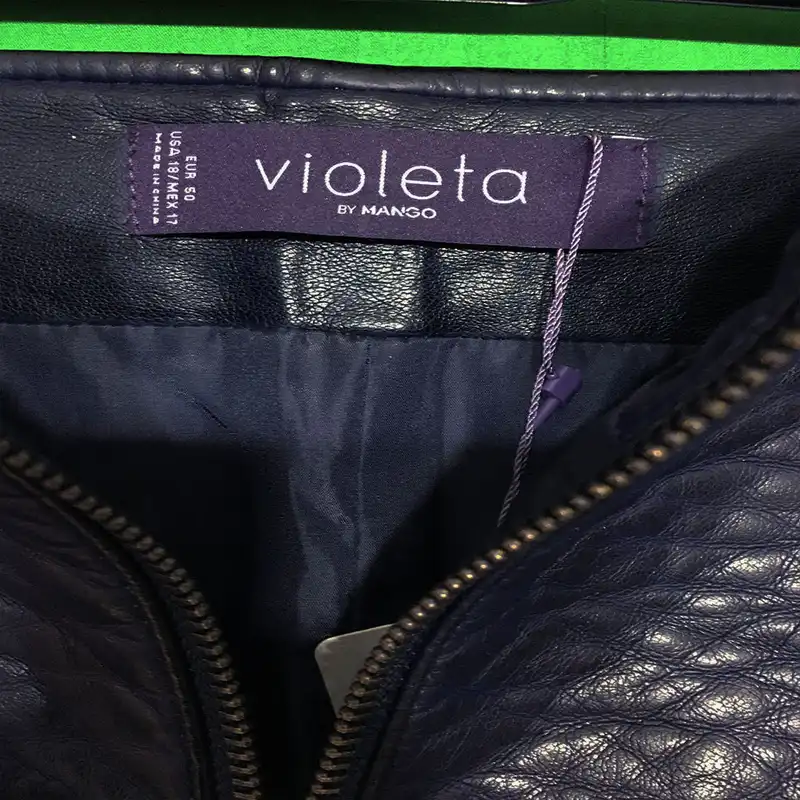 violeta
BY MANGO
EUR 50
USA 18/MEX 17
MADE IN CHINA